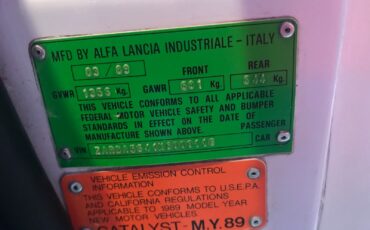 MFD BY ALFA LANCIA INDUSTRIALE - ITALY
03/89 FRONT REAR
GVWR Kg. GAWR Kg. Kg.
THIS VEHICLE CONFORMS TO ALL APPLICABLE
FEDERAL MOTOR VEHICLE SAFETY AND BUMPER
STANDARDS IN EFFECT ON THE DATE OF
MANUFACTURE SHOWN ABOVE. PASSENGER
VIN CAR
VEHICLE EMISSION CONTROL
INFORMATION
THIS VEHICLE CONFORMS TO U.S.E.P.A.
AND CALIFORNIA REGULATIONS
APPLICABLE TO 1989 MODEL YEAR
NEW MOTOR VEHICLES.
CATALYST - M.Y. 89